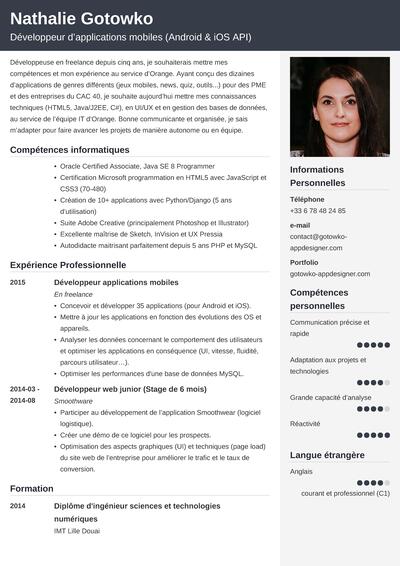 Nathalie Gotowko
Développeur d'applications mobiles (Android & iOS API)
Développeuse en freelance depuis cinq ans, je souhaiterais mettre mes
compétences et mon expérience au service d'Orange. Ayant conçu des dizaines
d'applications de genres différents (jeux mobiles, news, quiz, outils...) pour des PME
et des entreprises du CAC 40, je souhaite aujourd'hui mettre mes connaissances
techniques (HTML5, Java/J2EE, C#), en UI/UX et en gestion des bases de données,
au service de l'équipe IT d'Orange. Bonne communicante et organisée, je sais
m'adapter pour faire avancer les projets de manière autonome ou en équipe.
Compétences informatiques
• Oracle Certified Associate, Java SE 8 Programmer
• Certification Microsoft programmation en HTML5 avec JavaScript et
CSS3 (70-480)
• Création de 10+ applications avec Python/Django (5 ans
d'utilisation)
• Suite Adobe Creative (principalement Photoshop et Illustrator)
• Excellente maîtrise de Sketch, InVision et UX Pressia
• Autodidacte maitrisant parfaitement depuis 5 ans PHP et MySQL
Expérience Professionnelle
2015
Développeur applications mobiles
En freelance
• Concevoir et développer 35 applications (pour Android et iOS).
• Mettre à jour les applications en fonction des évolutions des OS et
appareils.
• Analyser les données concernant le comportement des utilisateurs
et optimiser les applications en conséquence (UI, vitesse, fluidité,
parcours utilisateur…).
• Optimiser les performances d'une base de données MySQL.
2014-03 -
2014-08
Développeur web junior (Stage de 6 mois)
Smoothware
• Participer au développement de l'application Smoothwear (logiciel
logistique).
• Créer une démo de ce logiciel pour les prospects.
• Optimisation des aspects graphiques (UI) et techniques (page load)
du site web de l'entreprise pour améliorer le trafic et le taux de
conversion.
Formation
2014
Diplôme d'ingénieur sciences et technologies
numériques
IMT Lille Douai
Informations
Personnelles
Téléphone
+33 6 78 48 24 85
e-mail
contact@gotowko-
appdesigner.com
Portfolio
gotowko-appdesigner.com
Compétences
personnelles
Communication précise et
rapide
Adaptation aux projets et
technologies
Grande capacité d'analyse
Réactivité
Langue étrangère
Anglais
courant et professionnel (C1)